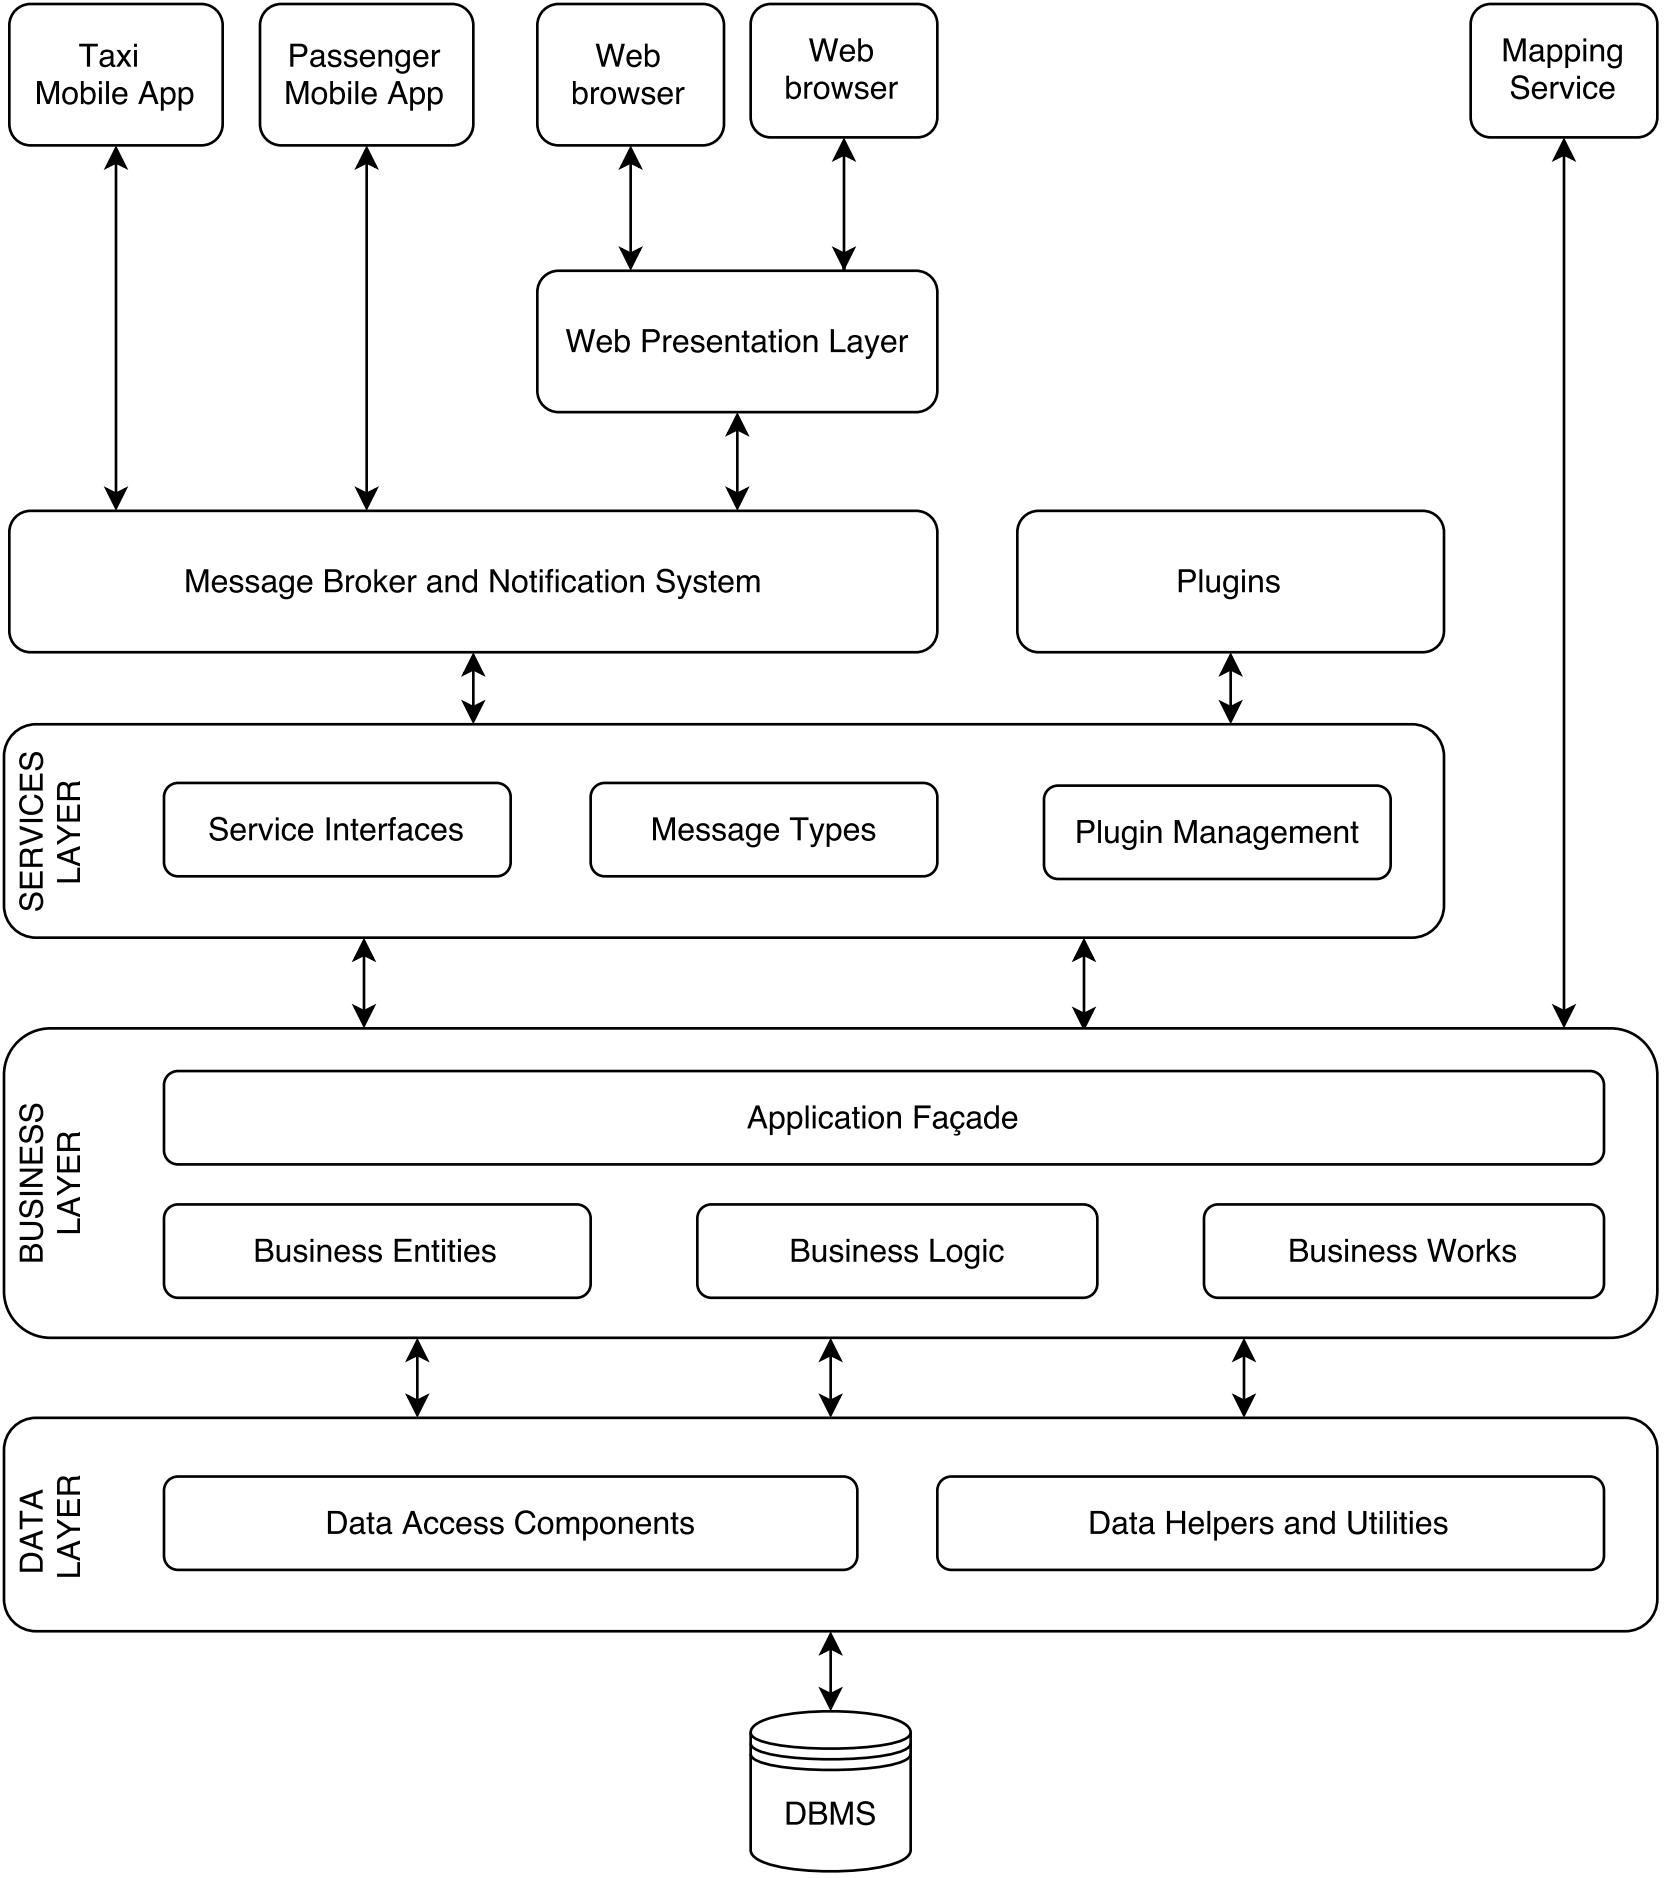 Taxi
Mobile App
Passenger
Mobile App
Web
browser
Web
browser
Mapping
Service
Web Presentation Layer
Message Broker and Notification System
Plugins
SERVICES
LAYER
Service Interfaces
Message Types
Plugin Management
BUSINESS
LAYER
Application Façade
Business Entities
Business Logic
Business Works
DATA
LAYER
Data Access Components
Data Helpers and Utilities
DBMS